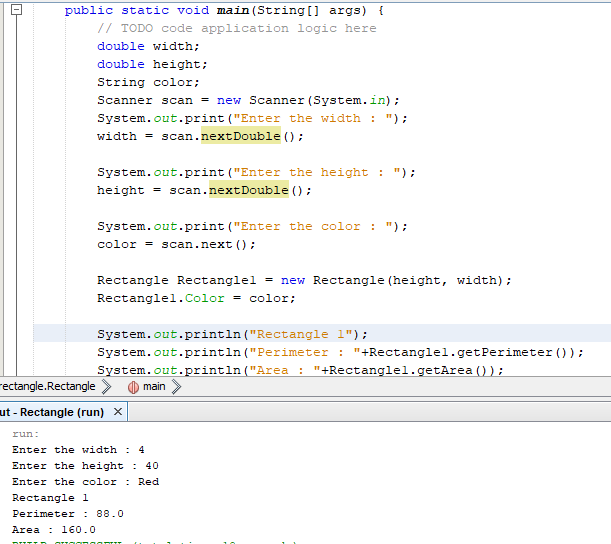 public static void main(String[] args) {
// TODO code application logic here
double width;
double height;
String color;
Scanner scan = new Scanner(System.in);
System.out.print("Enter the width : ");
width = scan.nextDouble();
System.out.print("Enter the height : ");
height = scan.nextDouble();
System.out.print("Enter the color : ");
color = scan.next();
Rectangle Rectangle1 = new Rectangle(height, width);
Rectangle1.Color = color;
System.out.println("Rectangle 1");
System.out.println("Perimeter : "+Rectangle1.getPerimeter());
System.out.println("Area : "+Rectangle1.getArea());
rectangle.Rectangle main
ut - Rectangle (run) ×
run:
Enter the width : 4
Enter the height : 40
Enter the color : Red
Rectangle 1
Perimeter : 88.0
Area : 160.0